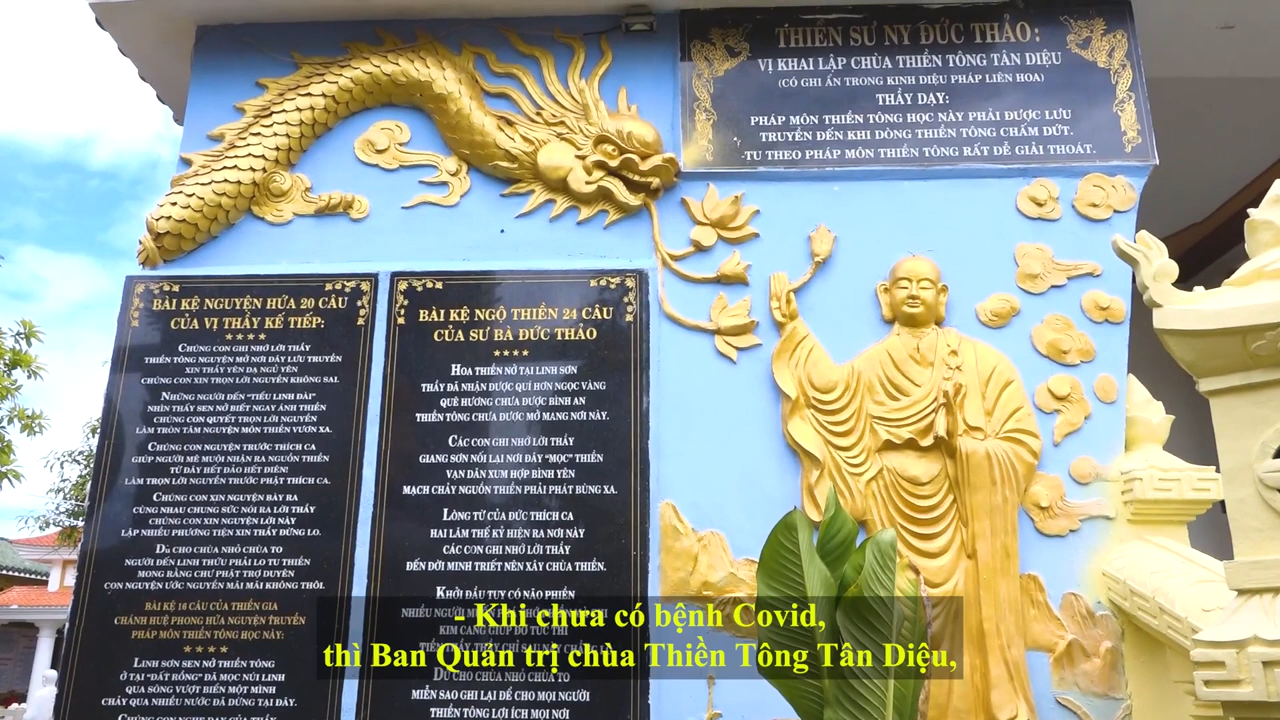 THIỀN SƯ NY ĐỨC THẢO:
VỊ KHAI LẬP CHÙA THIỀN TÔNG TÂN DIỆU
(CÓ GHI ẤN TRONG KINH DIỆU PHÁP LIÊN HOA)
THẦY DẠY:
PHÁP MÔN THIỀN TÔNG HỌC NÀY PHẢI ĐƯỢC LƯU
TRUYỀN ĐẾN KHI DÒNG THIỀN TÔNG CHẤM DỨT.
-TU THEO PHÁP MÔN THIỀN TÔNG RẤT DỄ GIẢI THOÁT.
BÀI KỆ NGUYỆN HỨA 20 CÂU
CỦA VỊ THẦY KẾ TIẾP:
CHÚNG CON GHI NHỚ LỜI THẦY
THIỀN TÔNG NGUYỆN MỞ NƠI ĐÂY LƯU TRUYỀN
XIN THẦY YÊN DẠ NGỦ YÊN
CHÚNG CON XIN TRỌN LỜI NGUYỀN KHÔNG SAI.
NHỮNG NGƯỜI ĐẾN “TIỂU LINH ĐÀI”
NHÌN THẤY SEN NỞ BIẾT NGAY ÁNH THIỀN
CHÚNG CON QUYẾT TRỌN LỜI NGUYỀN
LÀM TRÒN TÂM NGUYỆN MÔN THIỀN VƯƠN XA.
CHÚNG CON NGUYỆN TRƯỚC THÍCH CA
GIÚP NGƯỜI MÊ MUỘI NHẬN RA NGUỒN THIỀN
TỪ ĐÂY HẾT ĐẢO HẾT ĐIÊN!
LÀM TRỌN LỜI NGUYỀN TRƯỚC PHẬT THÍCH CA.
CHÚNG CON XIN NGUYỆN BÀY RA
CÙNG NHAU CHUNG SỨC NÓI RA LỜI THẦY
CHÚNG CON XIN NGUYỆN LỜI NÀY
LẬP NHIỀU PHƯƠNG TIỆN XIN THẦY ĐỪNG LO.
DÙ CHO CHÙA NHỎ CHÙA TO
NGƯỜI ĐẾN LINH THỨU PHẢI LO TU THIỀN
MONG RẰNG CHƯ PHẬT TRỢ DUYÊN
CON NGUYỆN ƯỚC NGUYỀN MÃI MÃI KHÔNG THÔI.
BÀI KỆ 16 CÂU CỦA THIỀN GIA
CHÁNH HUỆ PHONG HỨA NGUYỆN TRUYỀN
PHÁP MÔN THIỀN TÔNG HỌC NÀY:
LINH SƠN SEN NỞ THIỀN TÔNG
Ở TẠI “ĐẤT RỒNG” ĐÃ MỌC NÚI LINH
QUA SÔNG VƯỢT BIỂN MỘT MÌNH
CHẢY QUA NHIỀU NƯỚC ĐÃ DỪNG TẠI ĐÂY.
CHÚNG CON NGHE DẠY CỦA THẦY
BÀI KỆ NGỘ THIỀN 24 CÂU
CỦA SƯ BÀ ĐỨC THẢO
HOA THIỀN NỞ TẠI LINH SƠN
THẦY ĐÃ NHẬN ĐƯỢC QUÍ HƠN NGỌC VÀNG
QUÊ HƯƠNG CHƯA ĐƯỢC BÌNH AN
THIỀN TÔNG CHƯA ĐƯỢC MỞ MANG NƠI NÀY.
CÁC CON GHI NHỚ LỜI THẦY
GIANG SƠN NỐI LẠI NƠI ĐÂY “MỌC” THIỀN
VẠN DÂN XUM HỢP BÌNH YÊN
MẠCH CHẢY NGUỒN THIỀN PHẢI PHÁT BÙNG XA.
LÒNG TỪ CỦA ĐỨC THÍCH CA
HAI LĂM THẾ KỶ HIỆN RA NƠI NÀY
CÁC CON GHI NHỚ LỜI THẦY
ĐẾN ĐỜI MINH TRIẾT NÊN XÂY CHÙA THIỀN.
KHỞI ĐẦU TUY CÓ NÃO PHIỀN
NHIỀU NGƯỜI
KIM CANG GIÚP ĐỠ TỨC THÌ
DÙ CHO CHÙA NHỎ CHÙA TO
MIỄN SAO GHI LẠI ĐỂ CHO MỌI NGƯỜI
THIỀN TÔNG LỢI ÍCH MỌI NƠI
- Khi chưa có bệnh Covid,
thì Ban Quản trị chùa Thiền Tông Tân Diệu,